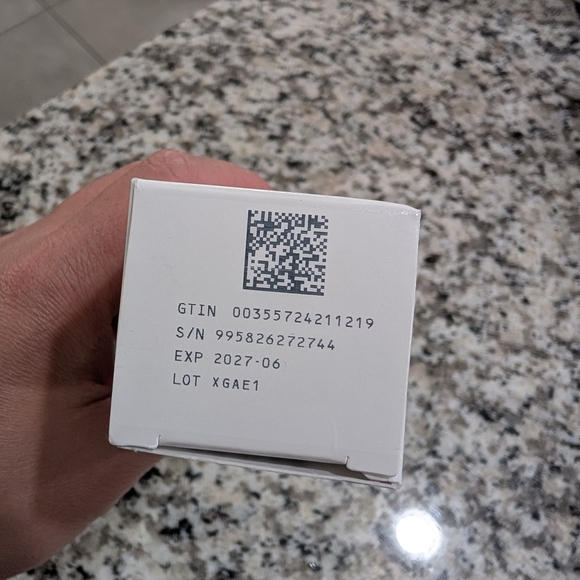 GTIN 00355724211219
S/N 995826272744
EXP 2027-06
LOT XGAE1